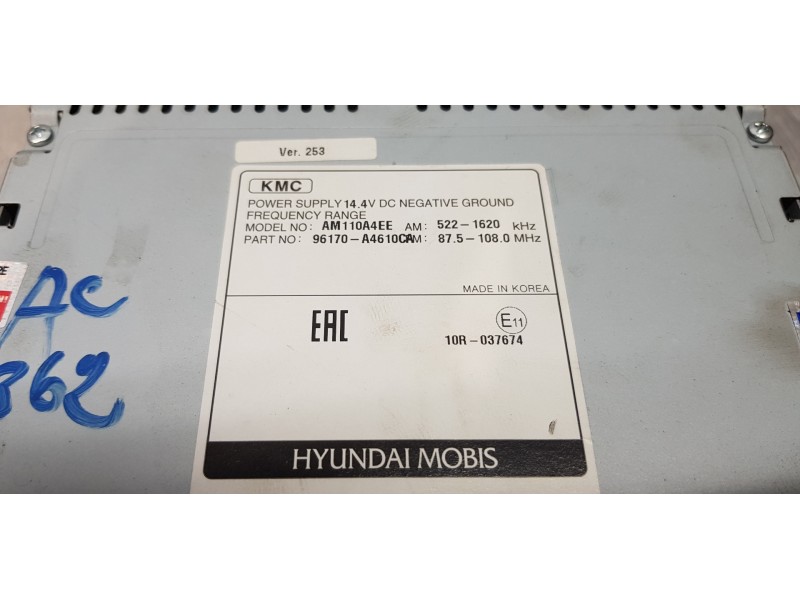 Ver. 253
KMC
POWER SUPPLY 14.4V DC NEGATIVE GROUND
FREQUENCY RANGE
MODEL NO: AM110A4EE AM: 522-1620 kHz
PART NO: 96170-A4610CA AM: 87.5-108.0 MHz
MADE IN KOREA
EAC
E11
10R-037674
HYUNDAI MOBIS
AC
362